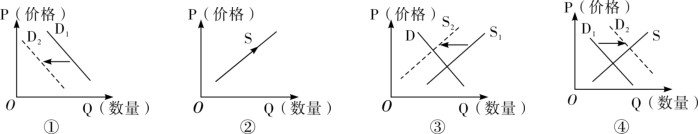 P(价格) P(价格) P(价格) P(价格)
D₂ D₁ S D S₂ S₁ D₁ D₂ S
O Q(数量) O Q(数量) O Q(数量) O Q(数量)
① ② ③ ④